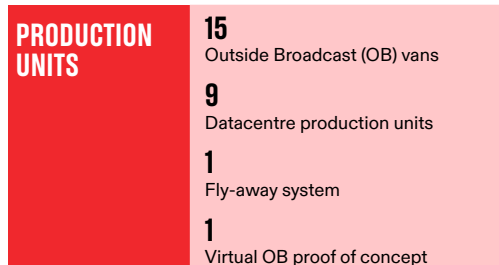 PRODUCTION
UNITS
15
Outside Broadcast (OB) vans
9
Datacentre production units
1
Fly-away system
1
Virtual OB proof of concept